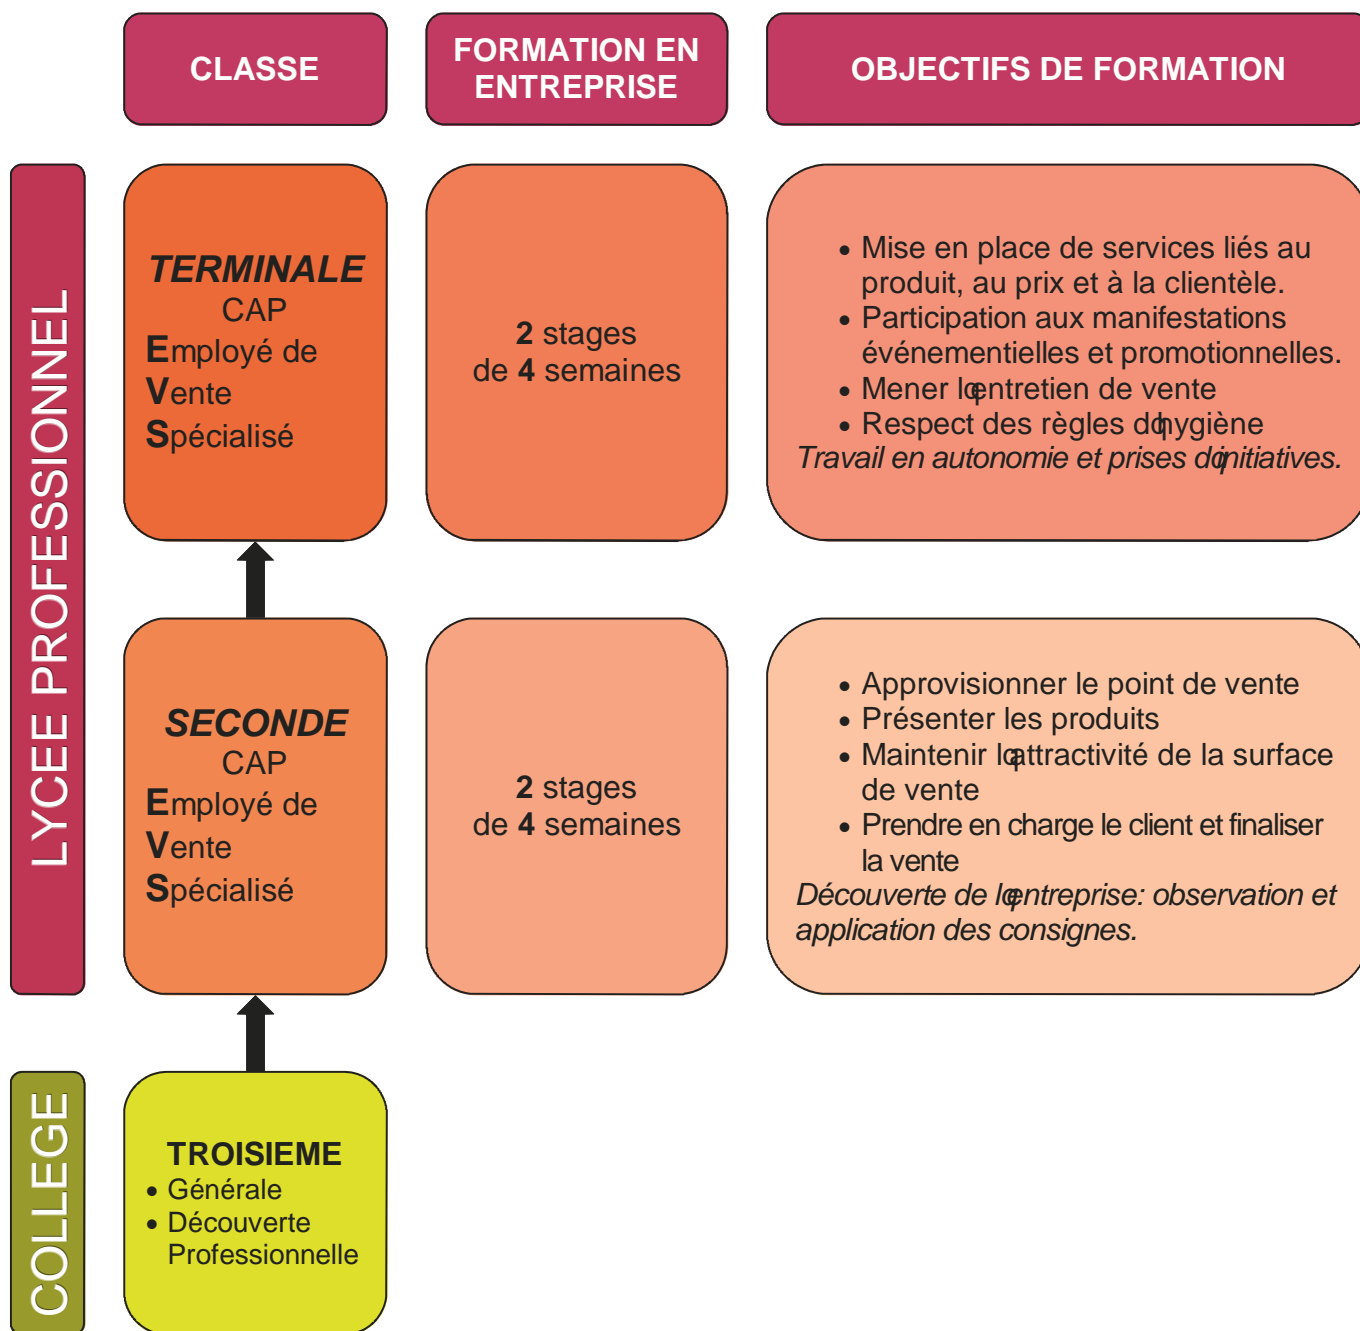 CLASSE
FORMATION EN
ENTREPRISE
OBJECTIFS DE FORMATION
LYCEE PROFESSIONNEL
TERMINALE
CAP
Employé de
Vente
Spécialisé
2 stages
de 4 semaines
• Mise en place de services liés au
produit, au prix et à la clientèle.
• Participation aux manifestations
événementielles et promotionnelles.
• Mener lqentretien de vente
• Respect des règles dqhygiène
Travail en autonomie et prises dqinitiatives.
SECONDE
CAP
Employé de
Vente
Spécialisé
2 stages
de 4 semaines
• Approvisionner le point de vente
• Présenter les produits
• Maintenir lqattractivité de la surface
de vente
• Prendre en charge le client et finaliser
la vente
Découverte de lqentreprise: observation et
application des consignes.
COLLEGE
TROISIEME
• Générale
• Découverte
Professionnelle